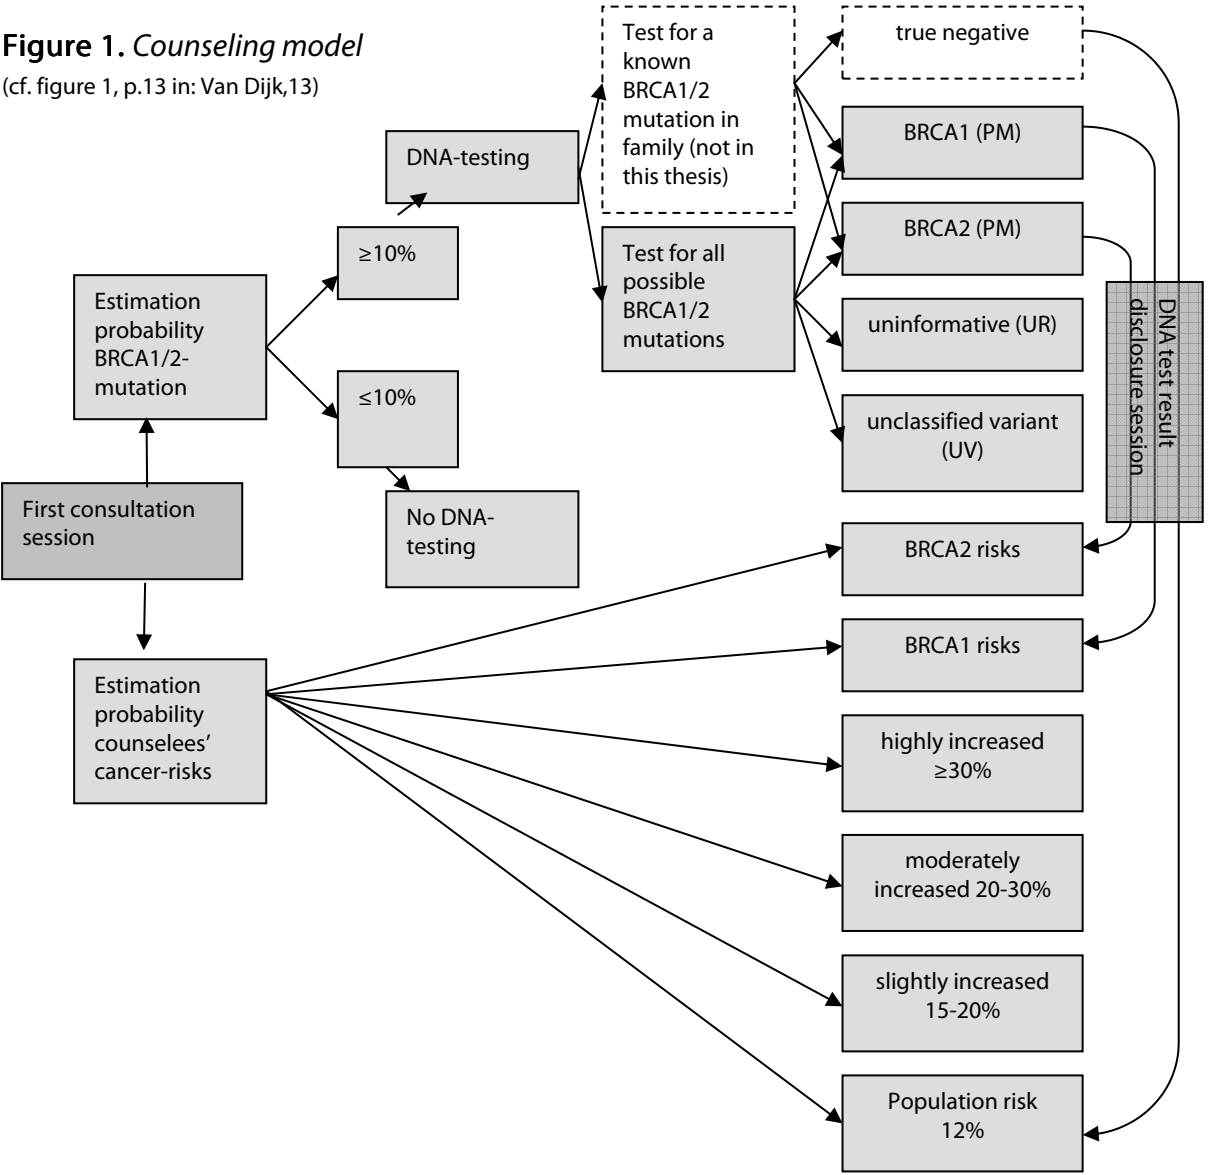 Figure 1. Counseling model
(cf. figure 1, p.13 in: Van Dijk,13)
First consultation
session
Estimation
probability
BRCA1/2-
mutation
≥10%
≤10%
DNA-testing
No DNA-
testing
Test for a
known
BRCA1/2
mutation in
family (not in
this thesis)
Test for all
possible
BRCA1/2
mutations
true negative
BRCA1 (PM)
BRCA2 (PM)
uninformative (UR)
unclassified variant
(UV)
DNA test result
disclosure session
Estimation
probability
counselees’
cancer-risks
BRCA2 risks
BRCA1 risks
highly increased
≥30%
moderately
increased 20-30%
slightly increased
15-20%
Population risk
12%